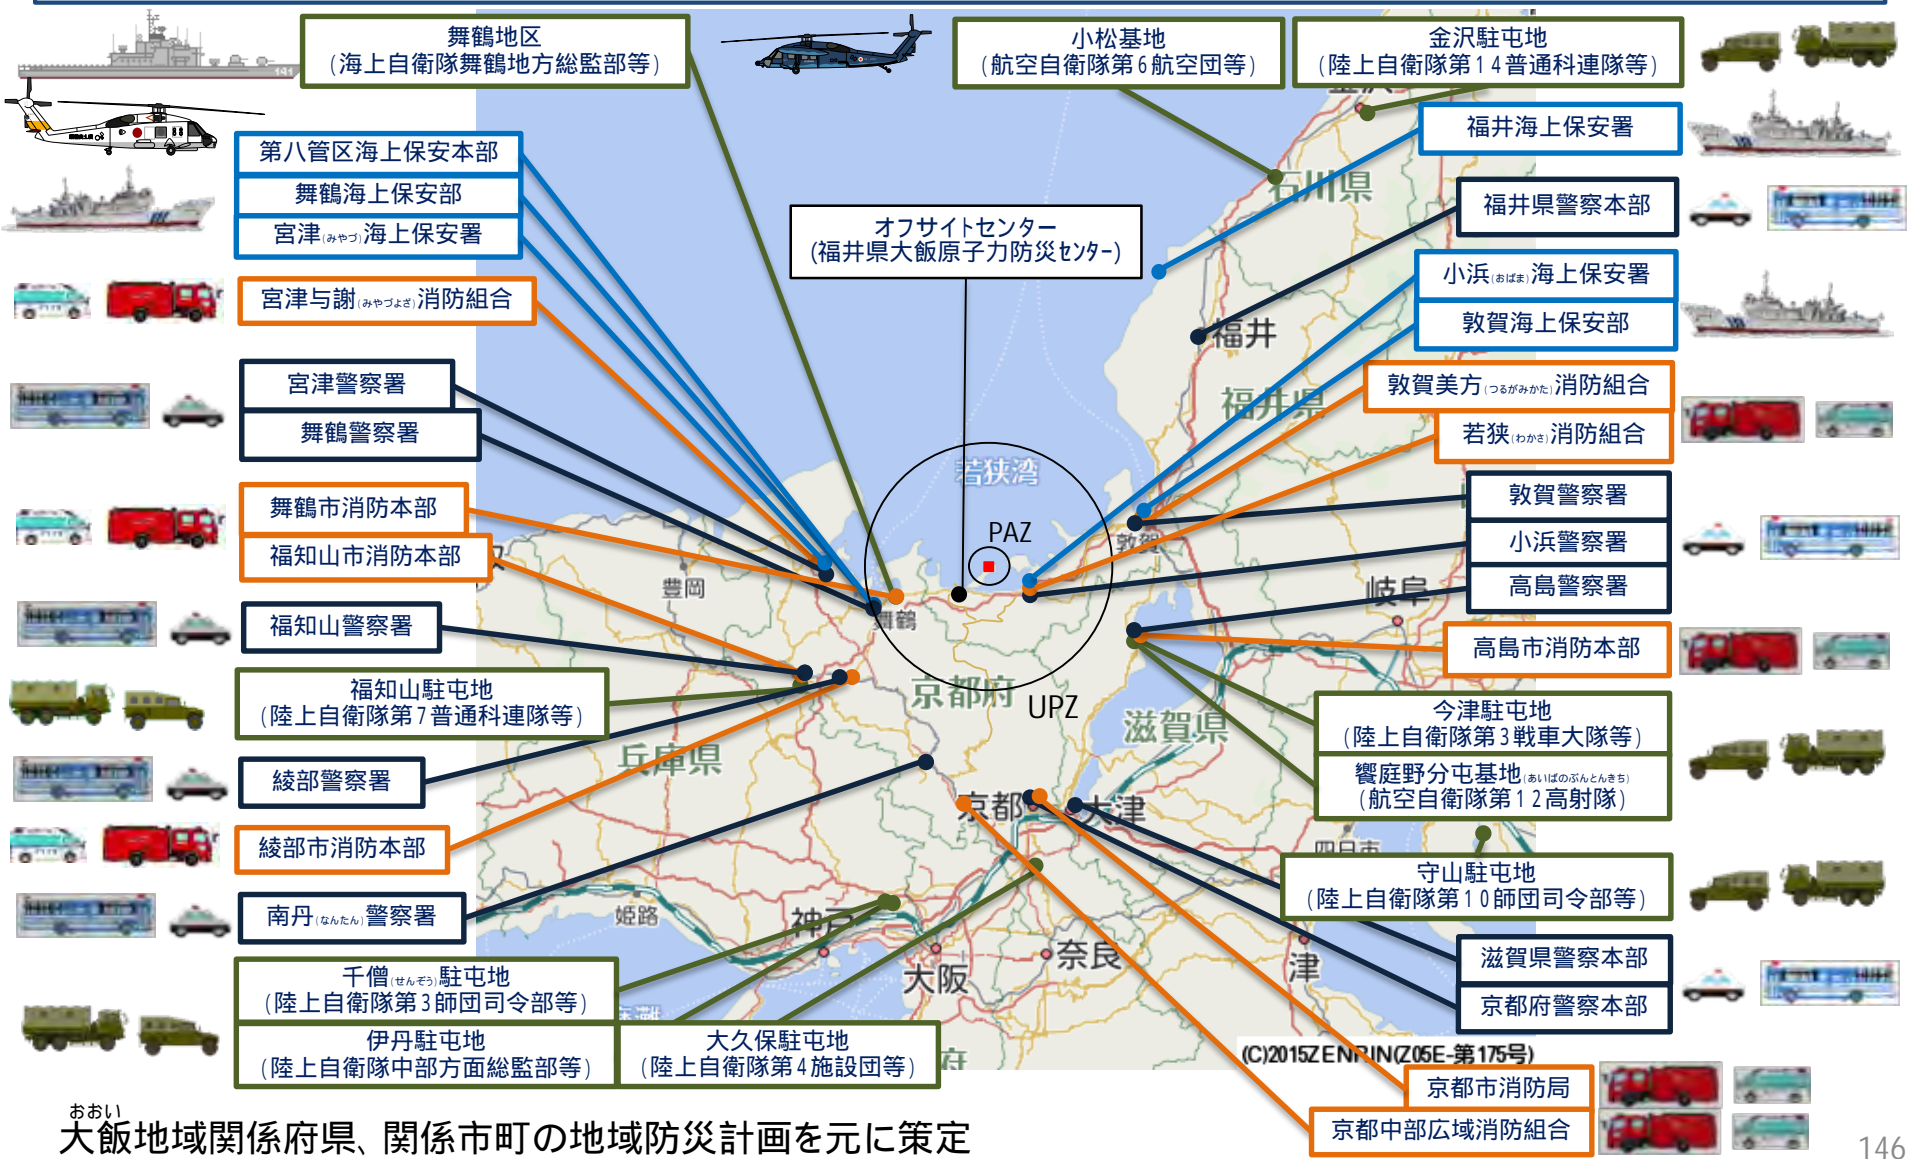 舞鶴地区
(海上自衛隊舞鶴地方総監部等)
小松基地
(航空自衛隊第6航空団等)
金沢駐屯地
(陸上自衛隊第14普通科連隊等)
第八管区海上保安本部
舞鶴海上保安部
宮津(みやづ)海上保安署
宮津与謝(みやづよさ)消防組合
宮津警察署
舞鶴警察署
舞鶴市消防本部
福知山市消防本部
福知山警察署
福知山駐屯地
(陸上自衛隊第7普通科連隊等)
綾部警察署
綾部市消防本部
南丹(なんたん)警察署
千僧(せんぞう)駐屯地
(陸上自衛隊第3師団司令部等)
伊丹駐屯地
(陸上自衛隊中部方面総監部等)
大久保駐屯地
(陸上自衛隊第4施設団等)
オフサイトセンター
(福井県大飯原子力防災センター)
福井海上保安署
福井県警察本部
小浜(おばま)海上保安署
敦賀海上保安部
敦賀美方(つるがみかた)消防組合
若狭(わかさ)消防組合
敦賀警察署
小浜警察署
高島警察署
高島市消防本部
今津駐屯地
(陸上自衛隊第3戦車大隊等)
饗庭野分屯基地(あいばのぶんとんきち)
(航空自衛隊第12高射隊)
守山駐屯地
(陸上自衛隊第10師団司令部等)
滋賀県警察本部
京都府警察本部
京都市消防局
京都中部広域消防組合
141
石川県
福井
福井県
若狭湾
PAZ
敦賀
豊岡
舞鶴
岐阜
京都府
UPZ
滋賀県
兵庫県
京都
大津
四日市
姫路
神戸
大阪
奈良
津
(C)2015ZENRIN(Z05E-第175号)
おおい
大飯地域関係府県、関係市町の地域防災計画を元に策定
146